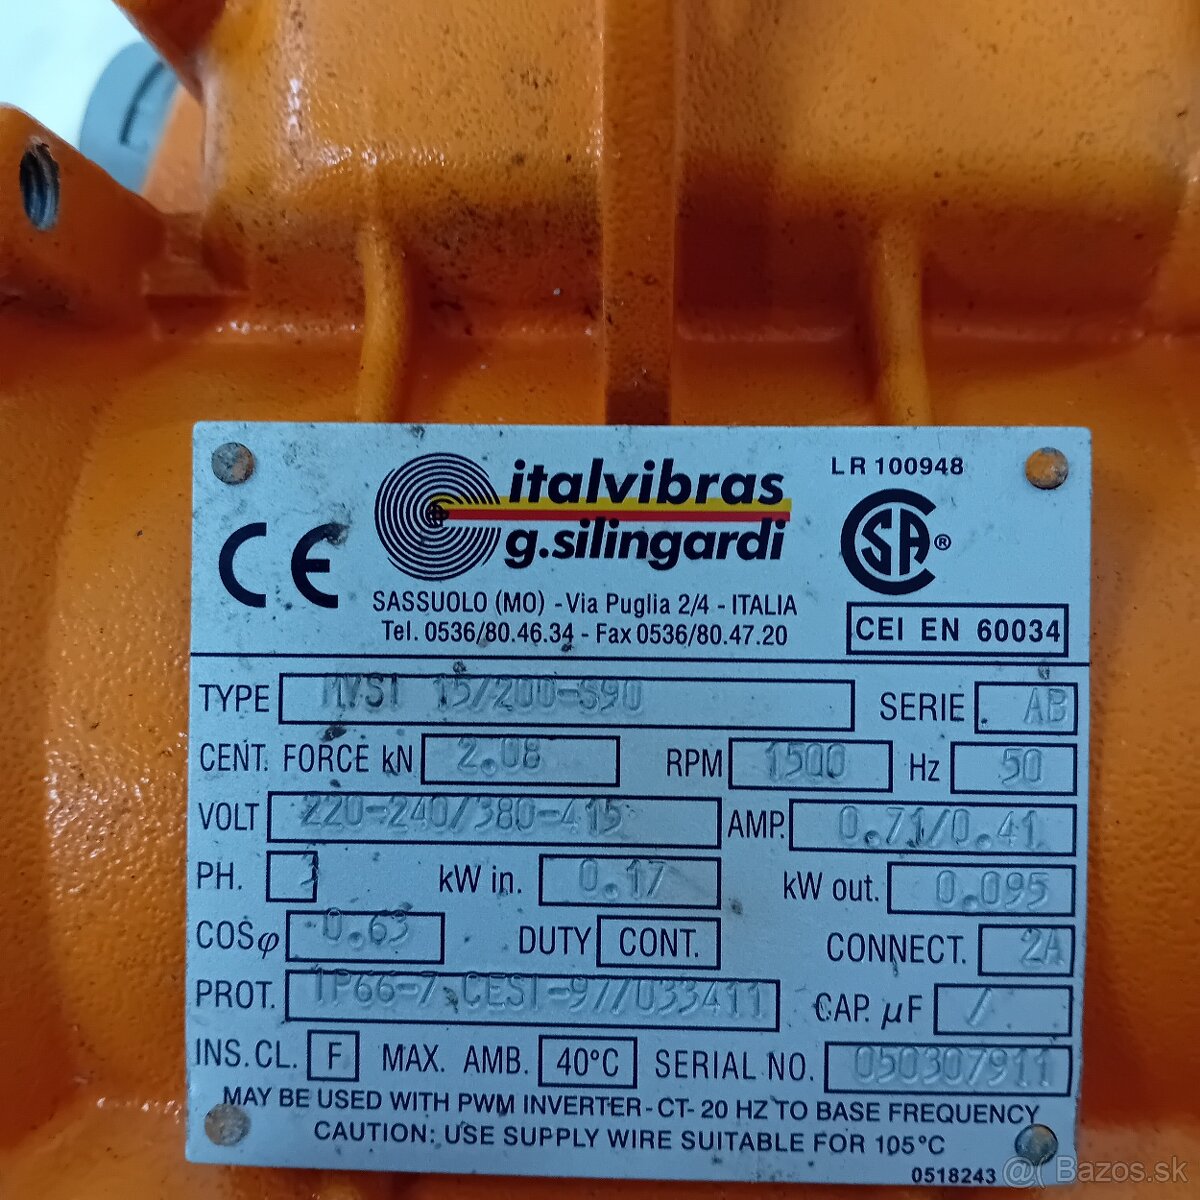 italvibras
g.silingardi
LR 100948
CE
CSA ®
SASSUOLO (MO) - Via Puglia 2/4 - ITALIA
Tel. 0536/80.46.34 - Fax 0536/80.47.20
CEI EN 60034
TYPE MVSI 15/200-S90 SERIE AB
CENT. FORCE kN 2.08 RPM 1500 Hz 50
VOLT 220-240/380-415 AMP. 0.71/0.41
PH. kW in. 0.17 kW out. 0.095
COSφ 0.63 DUTY CONT. CONNECT. 2A
PROT. IP66-7 CESI-97/033411 CAP. µF /
INS.CL. F MAX. AMB. 40°C SERIAL NO. 050307911
MAY BE USED WITH PWM INVERTER-CT- 20 HZ TO BASE FREQUENCY
CAUTION: USE SUPPLY WIRE SUITABLE FOR 105°C
0518243
Bazos.sk